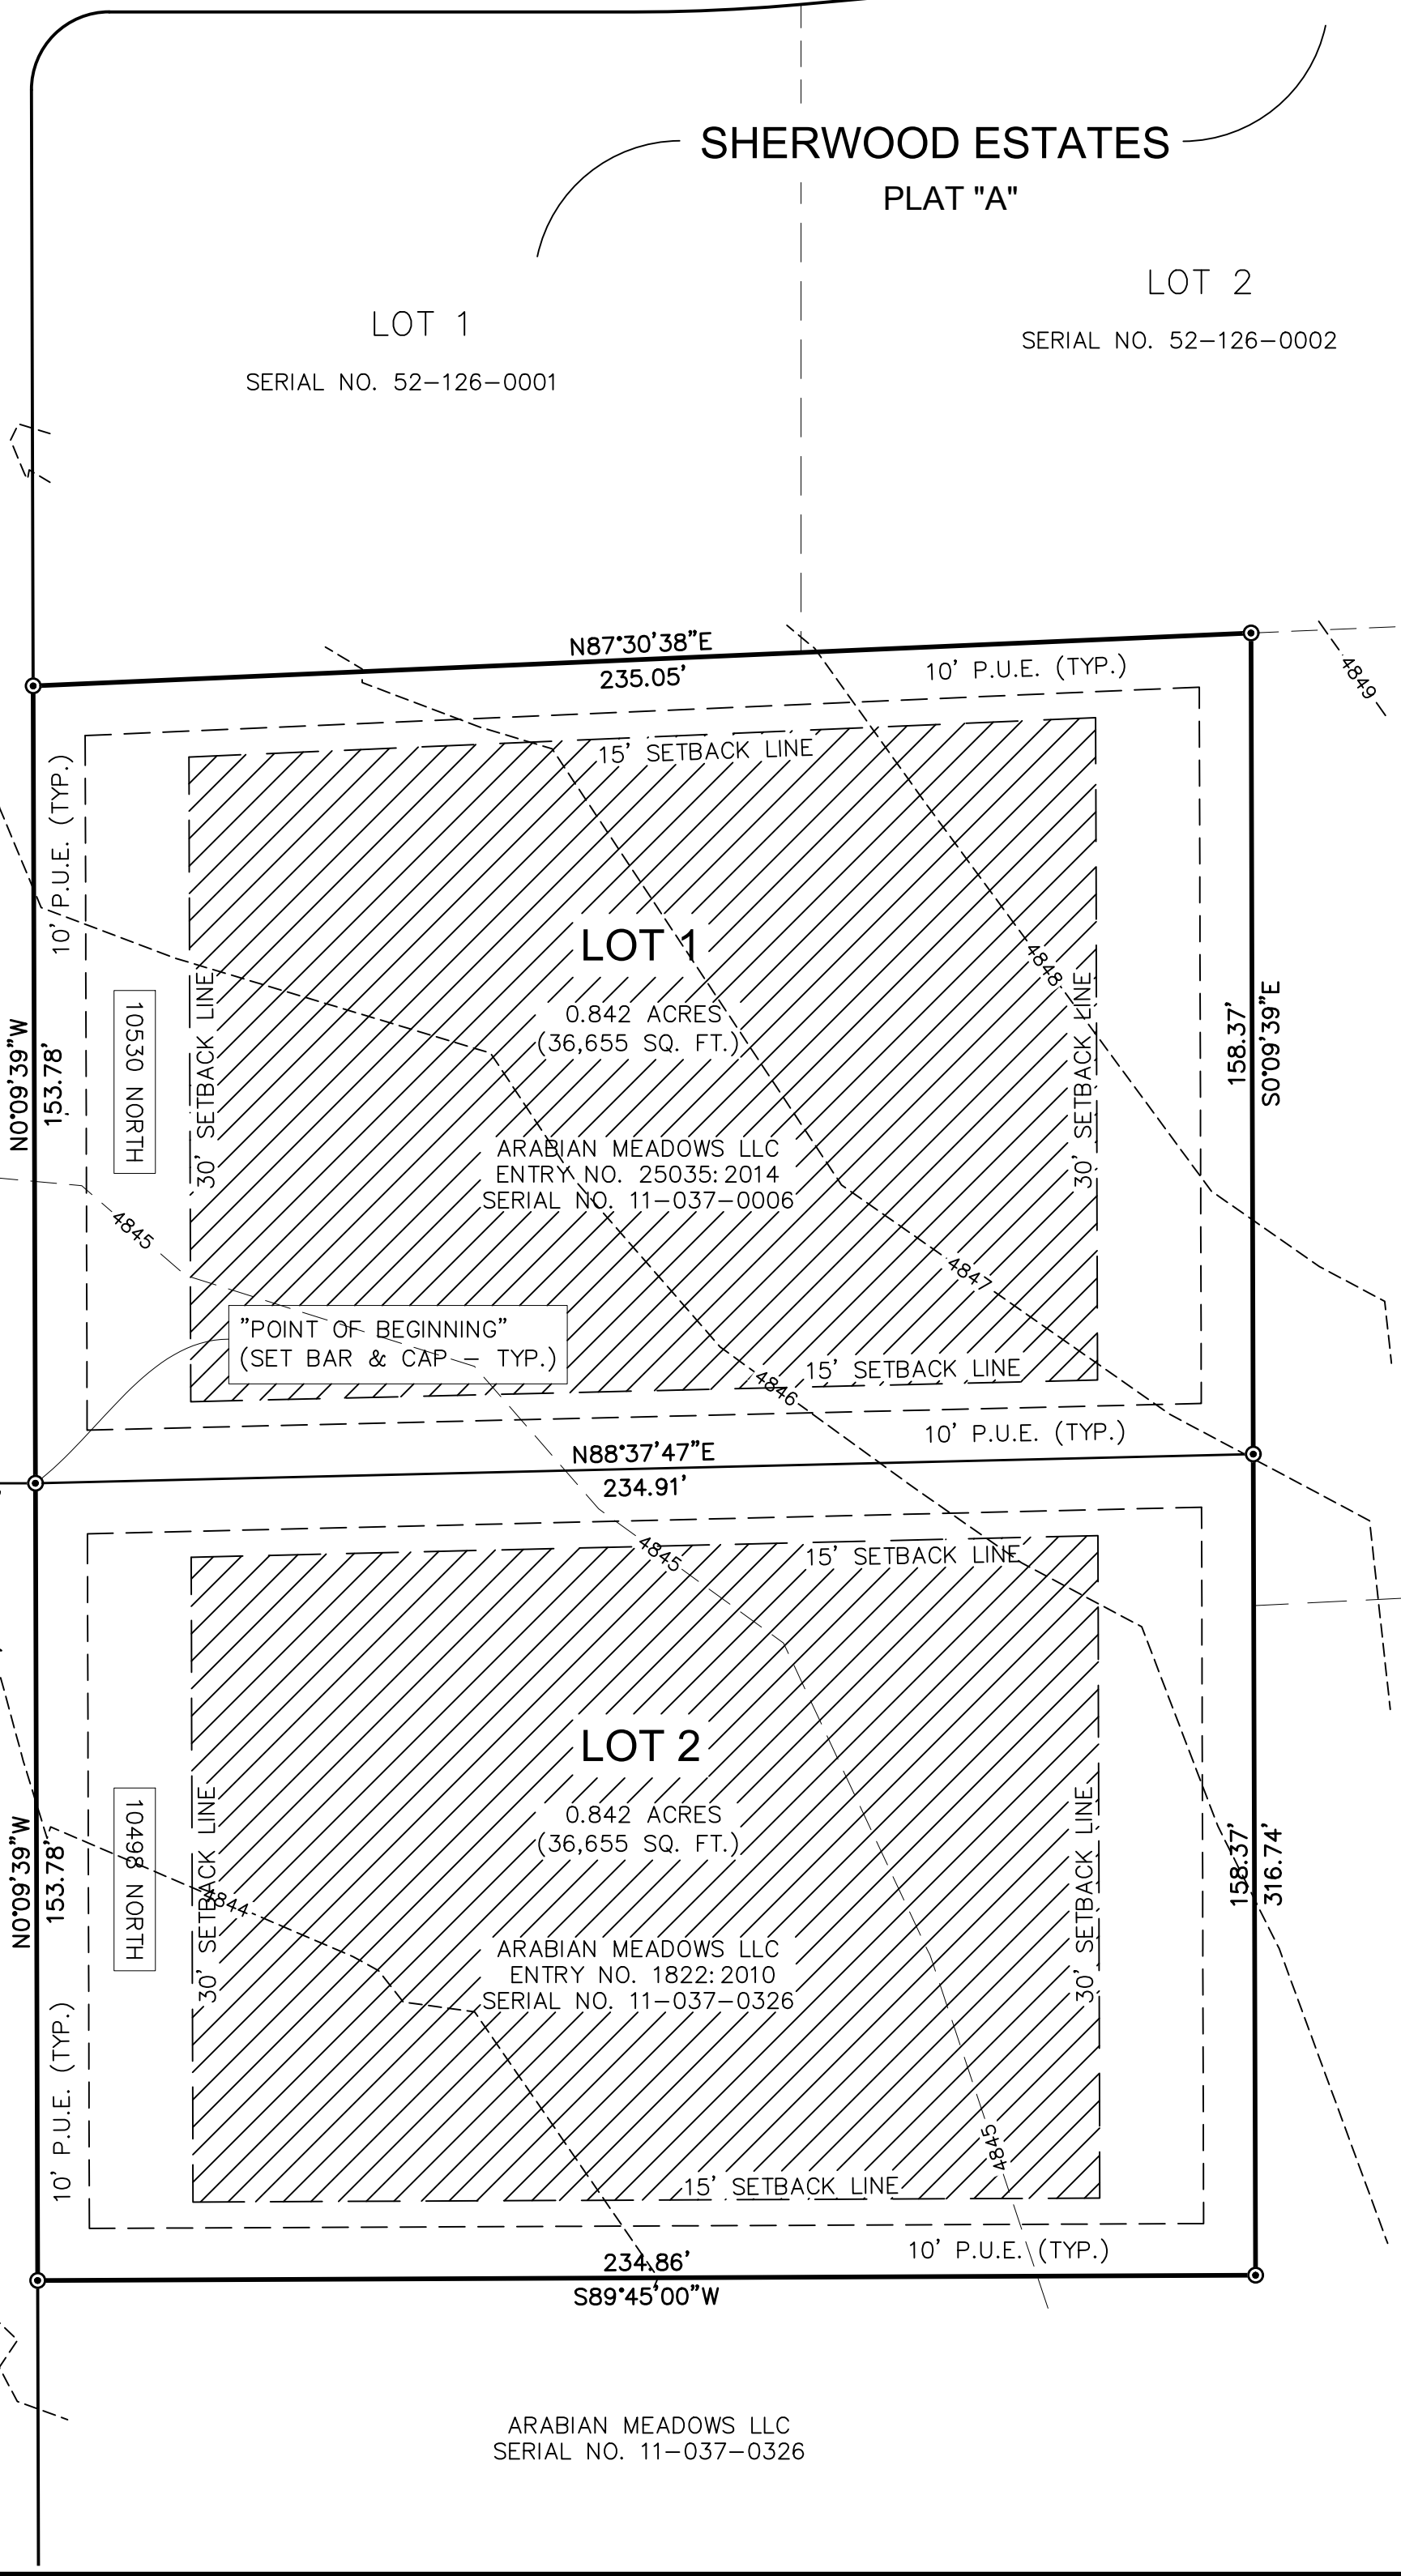 SHERWOOD ESTATES
PLAT "A"
LOT 1
SERIAL NO. 52-126-0001
LOT 2
SERIAL NO. 52-126-0002
N87°30'38"E
235.05'
10' P.U.E. (TYP.)
4849
15' SETBACK LINE
10' P.U.E. (TYP.)
LOT 1
0.842 ACRES
(36,655 SQ. FT.)
4848
30' SETBACK LINE
30' SETBACK LINE
10530 NORTH
N0°09'39"W
153.78'
158.37'
S0°09'39"E
ARABIAN MEADOWS LLC
ENTRY NO. 25035:2014
SERIAL NO. 11-037-0006
4845
4847
"POINT OF BEGINNING"
(SET BAR & CAP - TYP.)
15' SETBACK LINE
4846
10' P.U.E. (TYP.)
N88°37'47"E
234.91'
4845
15' SETBACK LINE
LOT 2
0.842 ACRES
(36,655 SQ. FT.)
30' SETBACK LINE
30' SETBACK LINE
10498 NORTH
N0°09'39"W
153.78'
158.37'
316.74'
4844
ARABIAN MEADOWS LLC
ENTRY NO. 1822:2010
SERIAL NO. 11-037-0326
10' P.U.E. (TYP.)
4845
15' SETBACK LINE
10' P.U.E. (TYP.)
234.86'
S89°45'00"W
ARABIAN MEADOWS LLC
SERIAL NO. 11-037-0326